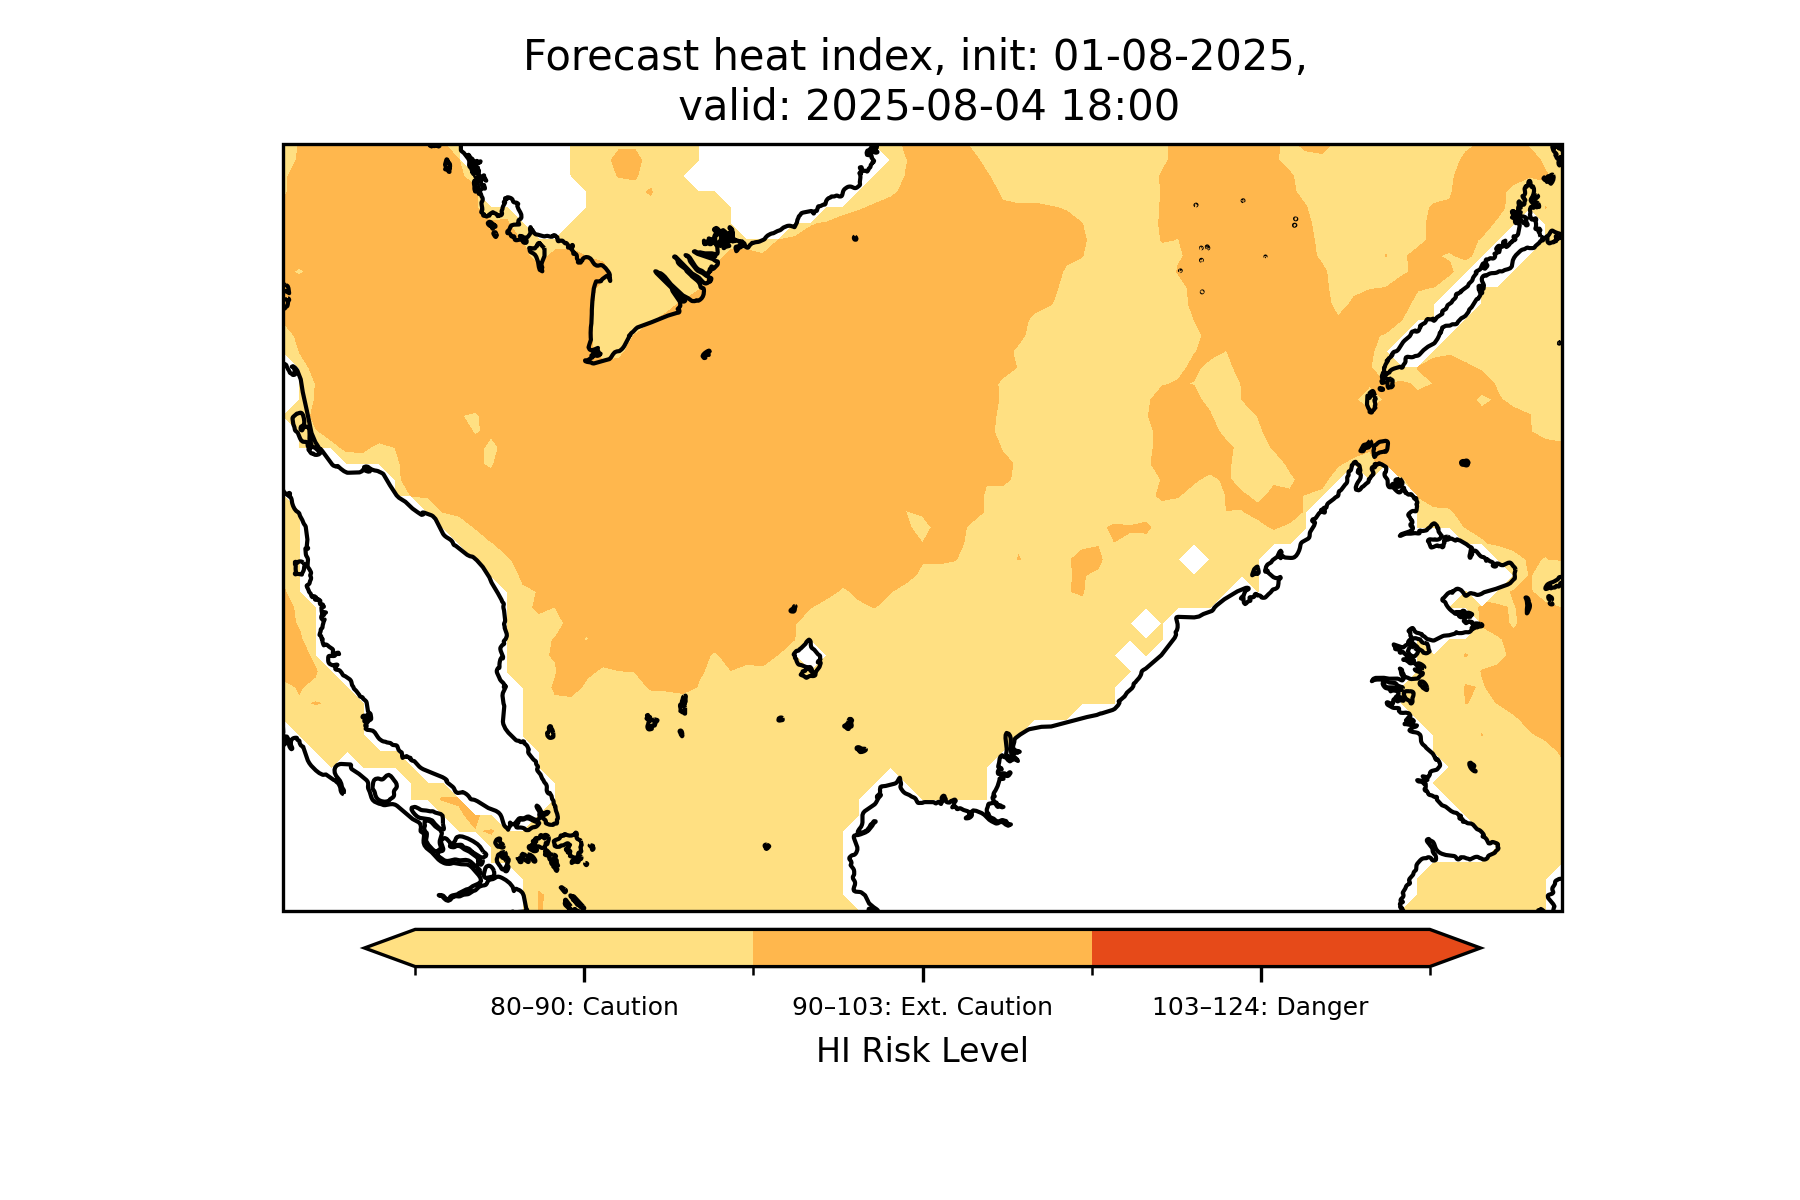 Forecast heat index, init: 01-08-2025,
valid: 2025-08-04 18:00
80–90: Caution
90–103: Ext. Caution
103–124: Danger
HI Risk Level